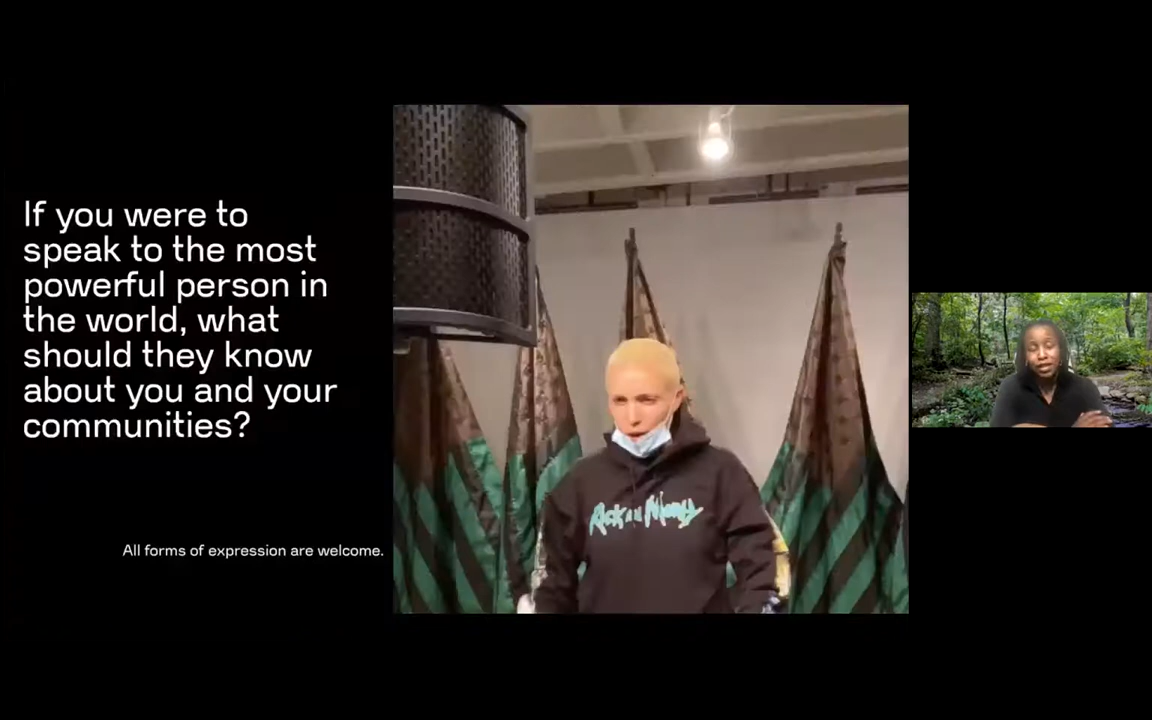 If you were to
speak to the most
powerful person in
the world, what
should they know
about you and your
communities?
All forms of expression are welcome.
Rick and Morty